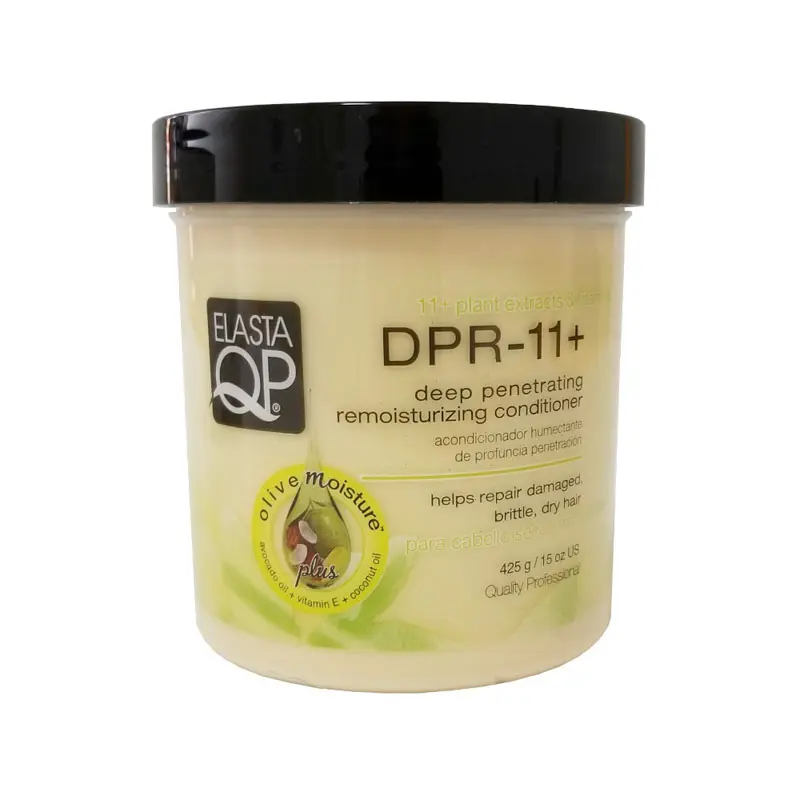 11+ plant extracts &
DPR-11+
deep penetrating
remoisturizing conditioner
acondicionador humectante
de profuncia penetración
helps repair damaged,
brittle, dry hair
para cabello
425 g / 15 oz US
Quality Professional
ELASTA
QP®
olive moisture™
plus
avocado oil + vitamin E + coconut oil